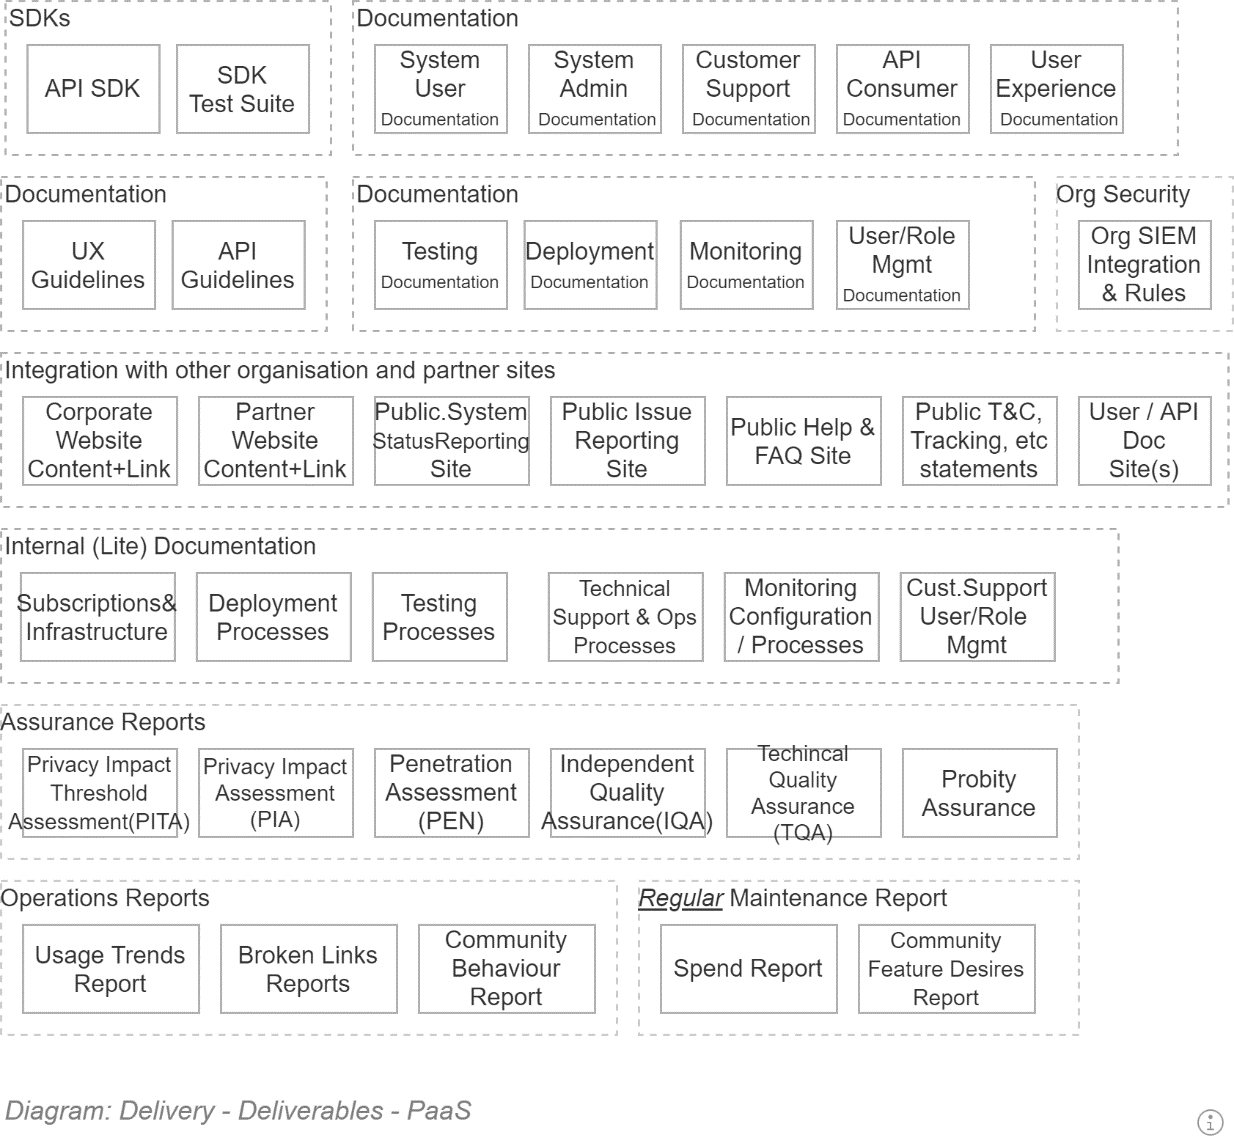 SDKs
API SDK
SDK
Test Suite
Documentation
System
User
Documentation
System
Admin
Documentation
Customer
Support
Documentation
API
Consumer
Documentation
User
Experience
Documentation
Documentation
UX
Guidelines
API
Guidelines
Documentation
Testing
Documentation
Deployment
Documentation
Monitoring
Documentation
User/Role
Mgmt
Documentation
Org Security
Org SIEM
Integration
& Rules
Integration with other organisation and partner sites
Corporate
Website
Content+Link
Partner
Website
Content+Link
Public.System
StatusReporting
Site
Public Issue
Reporting
Site
Public Help &
FAQ Site
Public T&C,
Tracking, etc
statements
User / API
Doc
Site(s)
Internal (Lite) Documentation
Subscriptions&
Infrastructure
Deployment
Processes
Testing
Processes
Technical
Support & Ops
Processes
Monitoring
Configuration
/ Processes
Cust.Support
User/Role
Mgmt
Assurance Reports
Privacy Impact
Threshold
Assessment(PITA)
Privacy Impact
Assessment
(PIA)
Penetration
Assessment
(PEN)
Independent
Quality
Assurance(IQA)
Techincal
Quality
Assurance
(TQA)
Probity
Assurance
Operations Reports
Usage Trends
Report
Broken Links
Reports
Community
Behaviour
Report
Regular Maintenance Report
Spend Report
Community
Feature Desires
Report
Diagram: Delivery - Deliverables - PaaS